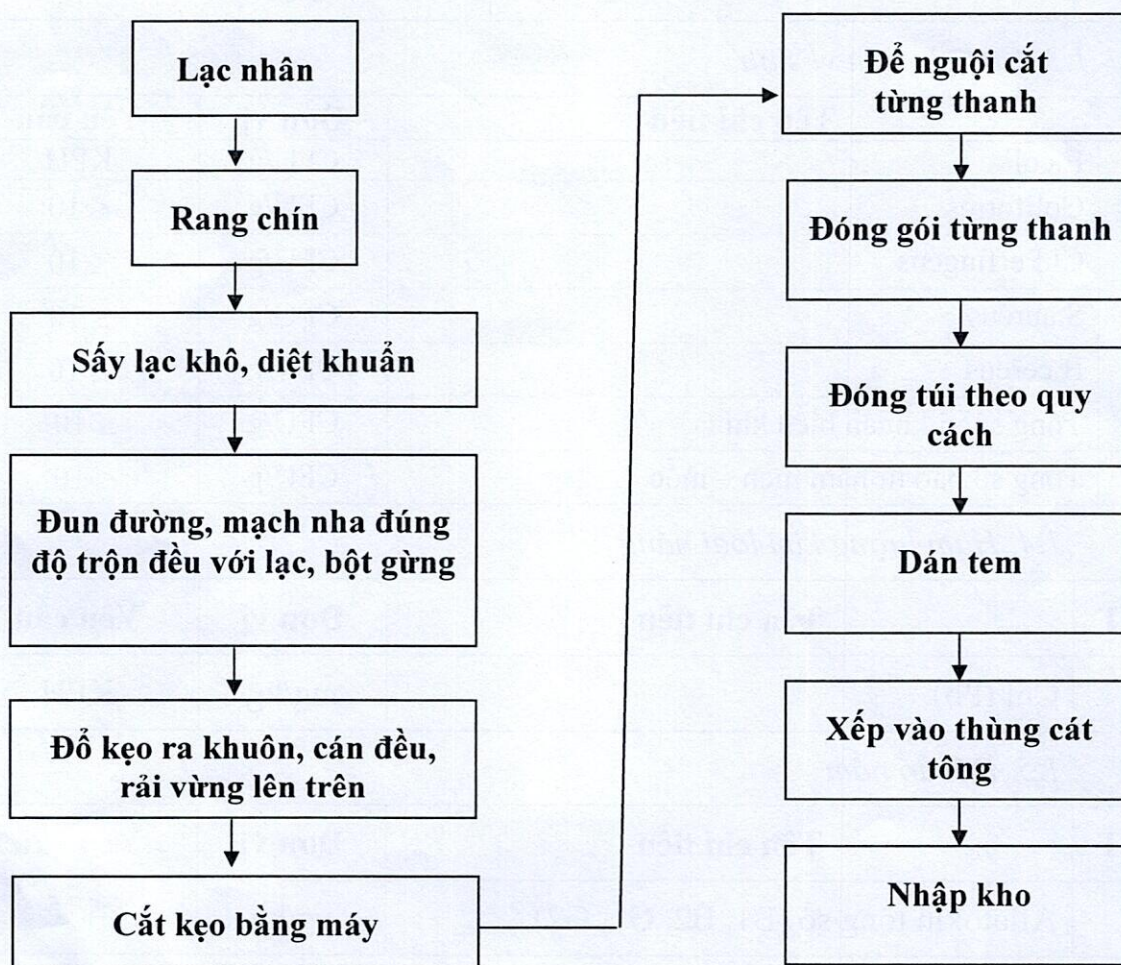 Lạc nhân
Rang chín
Sấy lạc khô, diệt khuẩn
Đun đường, mạch nha đúng
độ trộn đều với lạc, bột gừng
Đổ kẹo ra khuôn, cán đều,
rải vừng lên trên
Cắt kẹo bằng máy
Để nguội cắt
từng thanh
Đóng gói từng thanh
Đóng túi theo quy
cách
Dán tem
Xếp vào thùng cát
tông
Nhập kho